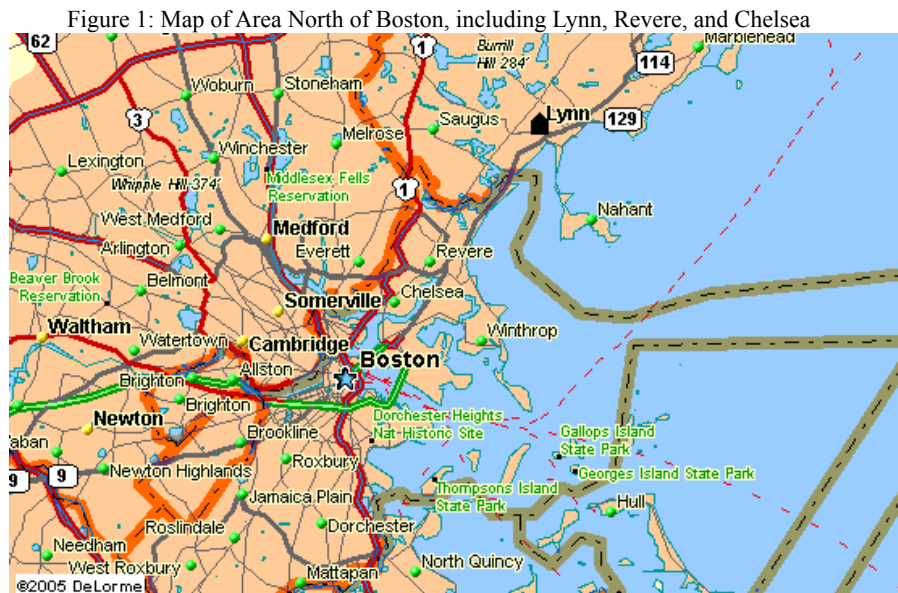 Figure 1: Map of Area North of Boston, including Lynn, Revere, and Chelsea
62
1
Burrill
Hill 284'
Marblehead
114
Woburn
Stoneham
3
Saugus
Lynn
129
Melrose
Lexington
Winchester
Whipple Hill 374'
Middlesex Fells
Reservation
1
West Medford
Medford
Nahant
Arlington
Everett
Revere
Beaver Brook
Reservation
Belmont
Somerville
Chelsea
Waltham
Watertown
Cambridge
Winthrop
Boston
Brighton
Allston
Brighton
Newton
Dorchester Heights
Nat Historic Site
Taban
Brookline
Gallops Island
State Park
9
9
Newton Highlands
Roxbury
Georges Island State Park
Jamaica Plain
Thompsons Island
State Park
Hull
Roslindale
Dorchester
Needham
West Roxbury
Mattapan
North Quincy
©2005 DeLorme